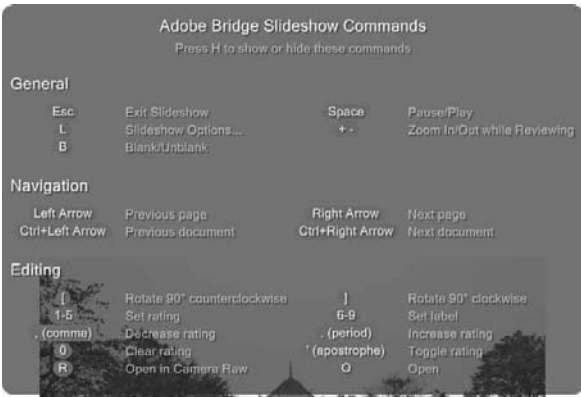 Adobe Bridge Slideshow Commands
Press H to show or hide these commands
General
Esc Exit Slideshow Space Pause/Play
L Slideshow Options... + - Zoom In/Out while Reviewing
B Blank/Unblank
Navigation
Left Arrow Previous page Right Arrow Next page
Ctrl+Left Arrow Previous document Ctrl+Right Arrow Next document
Editing
[ Rotate 90° counterclockwise ] Rotate 90° clockwise
1-5 Set rating 6-9 Set label
, (comma) Decrease rating . (period) Increase rating
0 Clear rating ' (apostrophe) Toggle rating
R Open in Camera Raw O Open